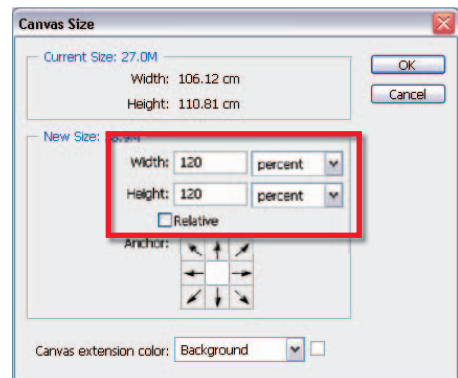 Canvas Size
Current Size: 27.0M
Width: 106.12 cm
Height: 110.81 cm
OK
Cancel
New Size:
Width: 120 percent
Height: 120 percent
Relative
Anchor:
Canvas extension color: Background